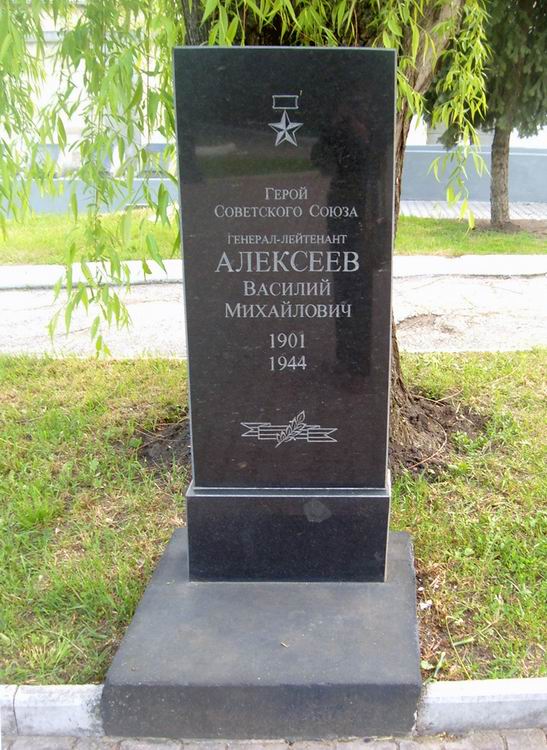 Герой
Советского Союза
генерал-лейтенант
АЛЕКСЕЕВ
Василий
Михайлович
1901
1944